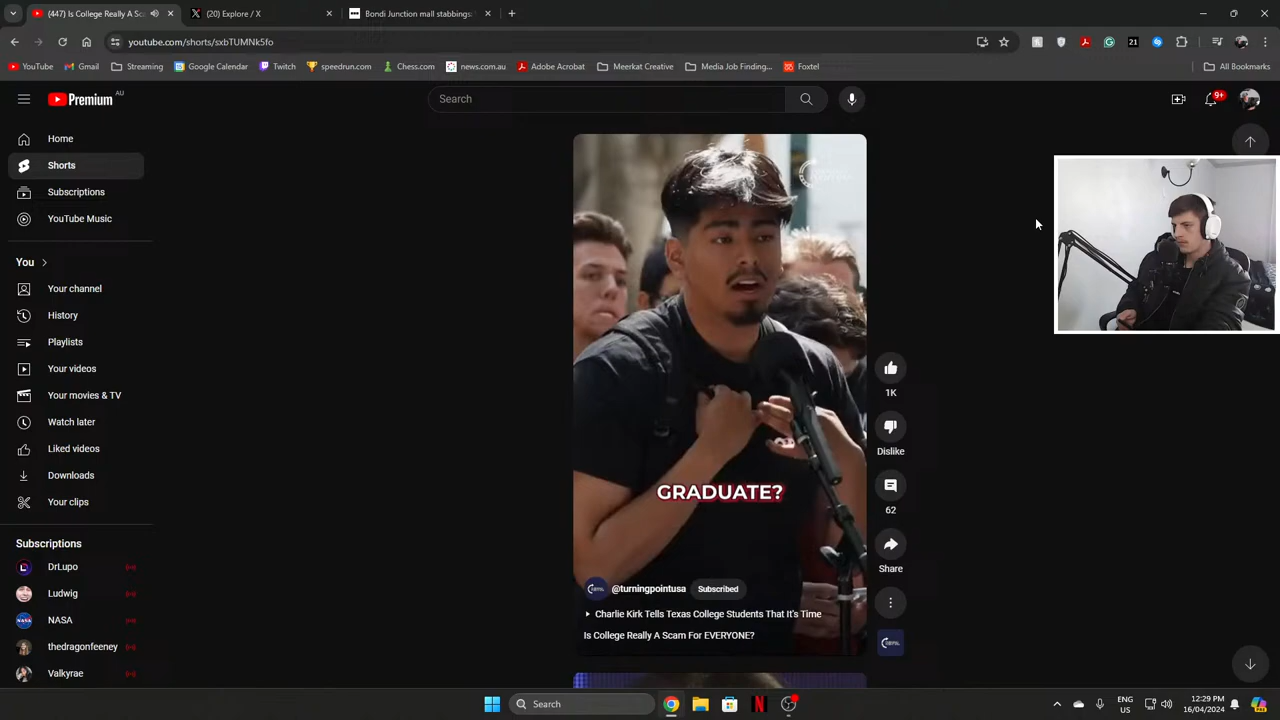 (447) Is College Really A Sca
(20) Explore / X
Bondi Junction mall stabbings:
youtube.com/shorts/sxbTUMNk5fo
21
YouTube
Gmail
Streaming
Google Calendar
Twitch
speedrun.com
Chess.com
news.com.au
Adobe Acrobat
Meerkat Creative
Media Job Finding...
Foxtel
All Bookmarks
Premium AU
Search
9+
Home
Shorts
Subscriptions
YouTube Music
You
Your channel
History
Playlists
Your videos
Your movies & TV
Watch later
Liked videos
Downloads
Your clips
Subscriptions
DrLupo
Ludwig
NASA
thedragonfeeney
Valkyrae
GRADUATE?
@turningpointusa
Subscribed
Charlie Kirk Tells Texas College Students That It's Time
Is College Really A Scam For EVERYONE?
1K
Dislike
62
Share
Search
ENG
US
12:29 PM
16/04/2024